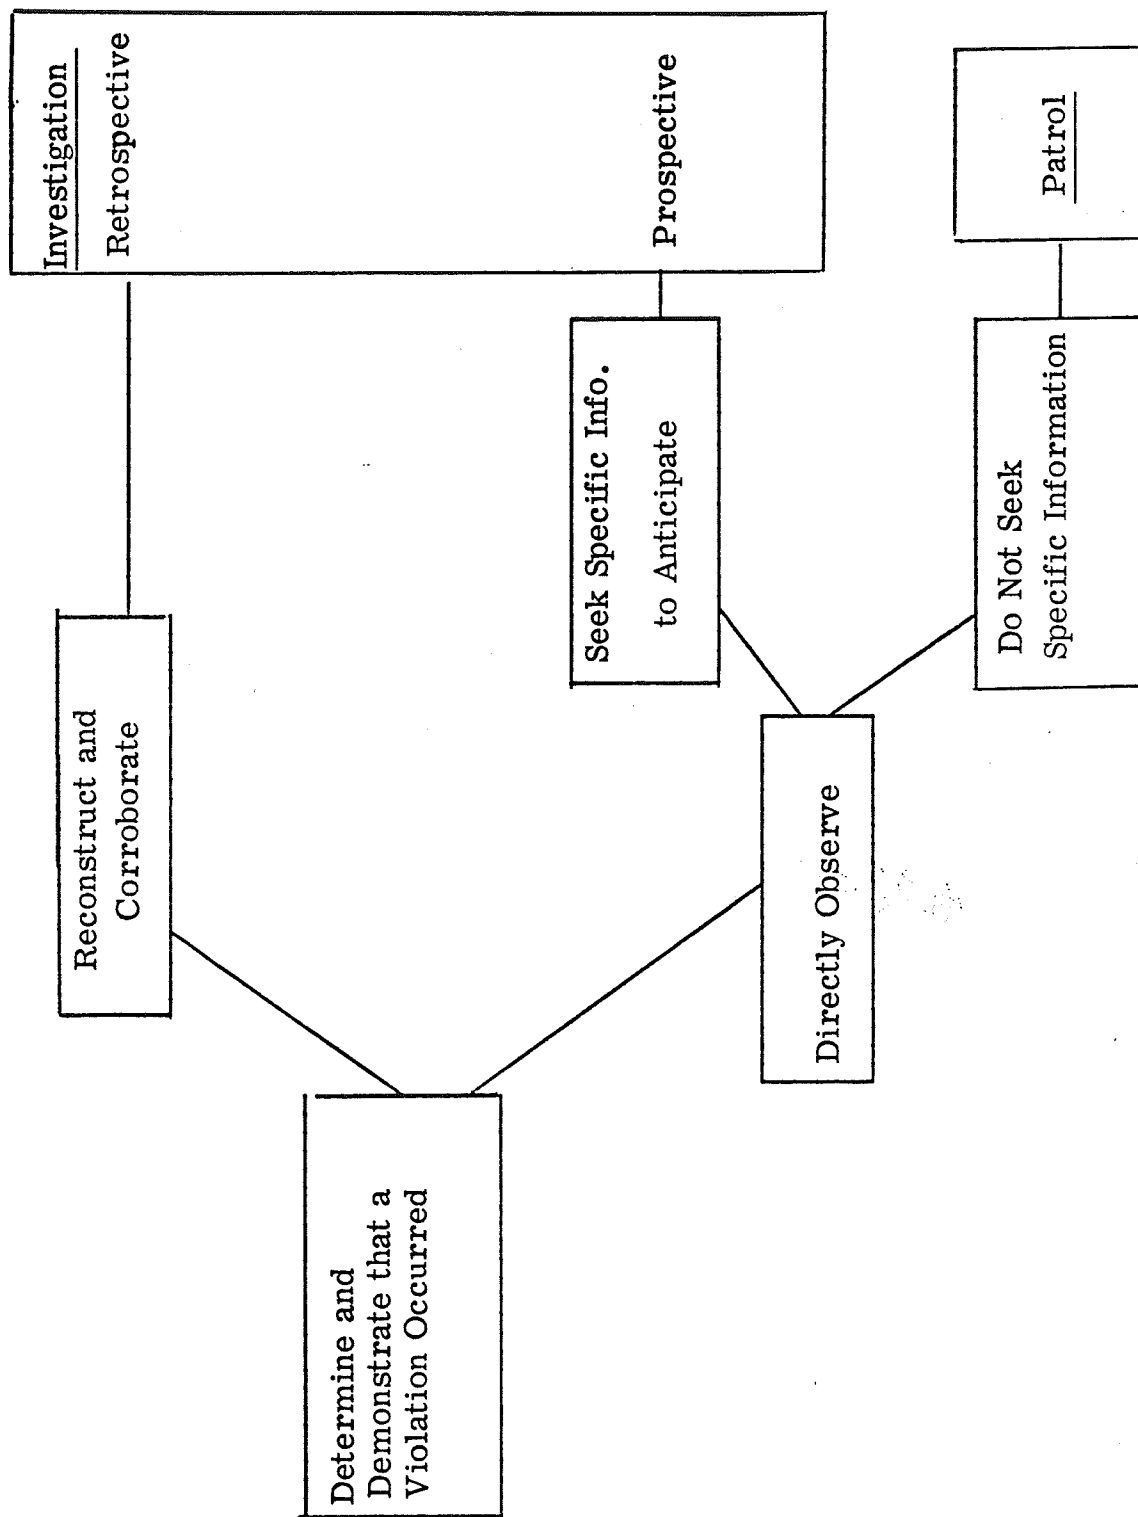 Determine and
Demonstrate that a
Violation Occurred
Reconstruct and
Corroborate
Directly Observe
Seek Specific Info.
to Anticipate
Do Not Seek
Specific Information
Investigation
Retrospective
Prospective
Patrol